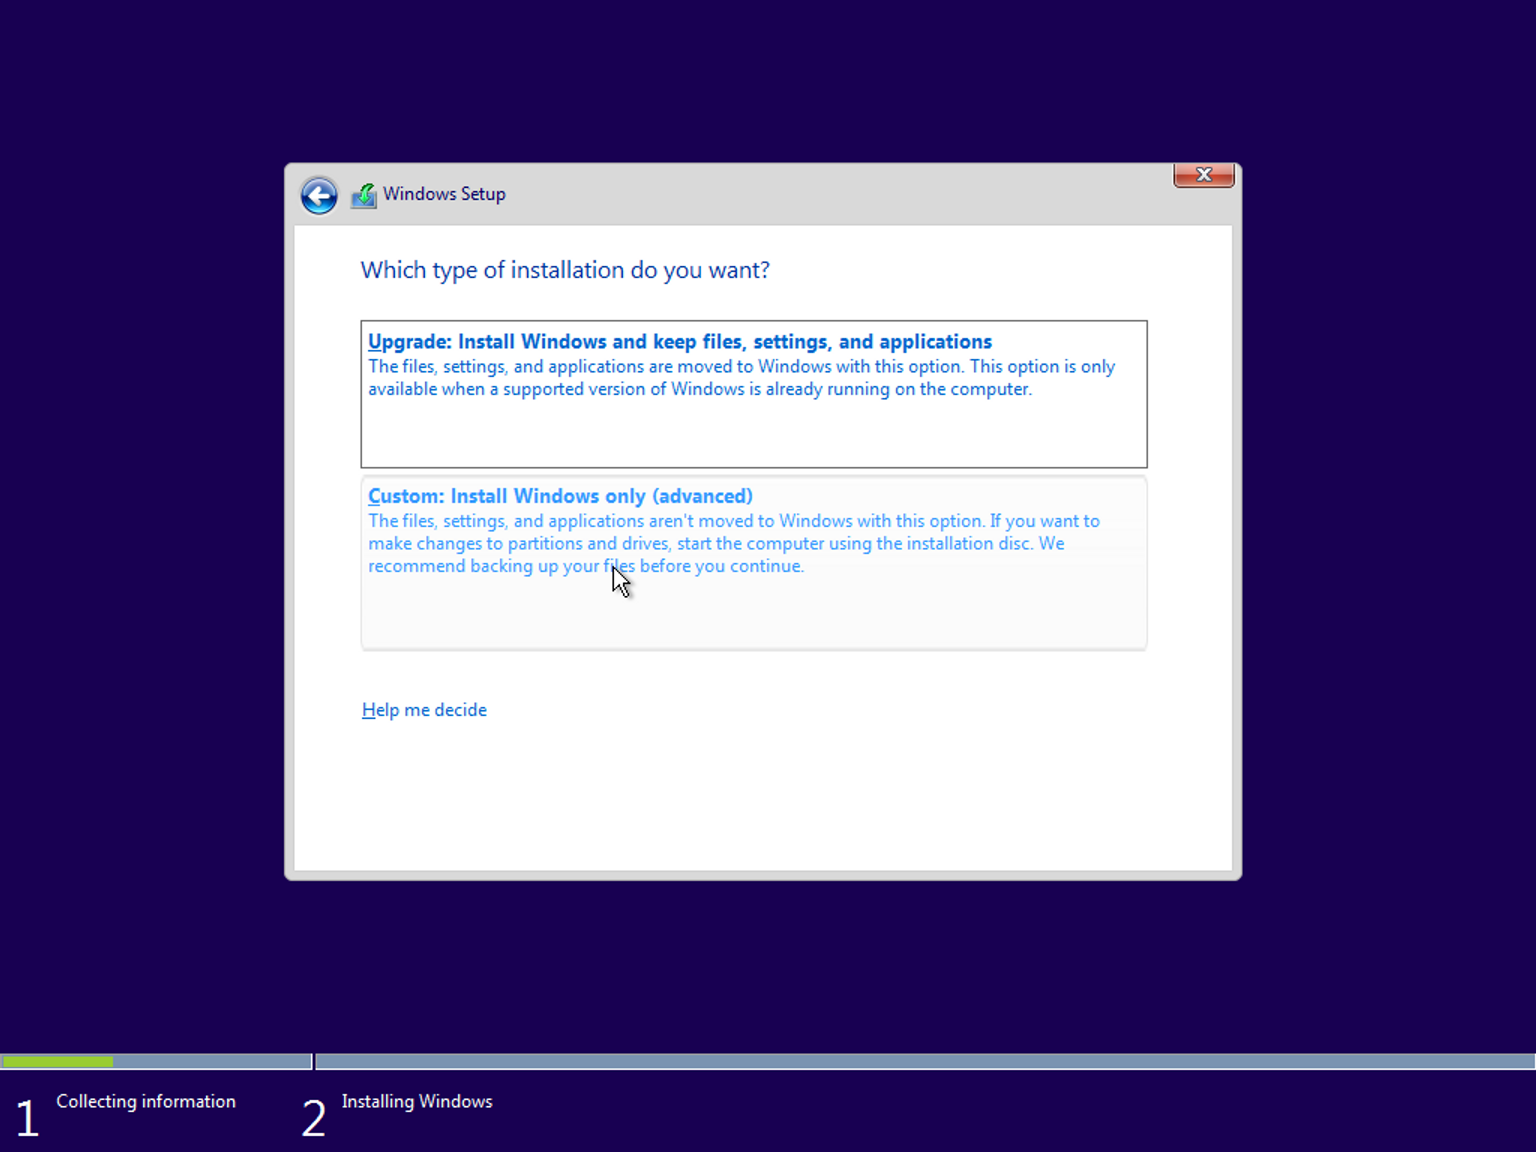 Windows Setup
Which type of installation do you want?
Upgrade: Install Windows and keep files, settings, and applications
The files, settings, and applications are moved to Windows with this option. This option is only
available when a supported version of Windows is already running on the computer.
Custom: Install Windows only (advanced)
The files, settings, and applications aren't moved to Windows with this option. If you want to
make changes to partitions and drives, start the computer using the installation disc. We
recommend backing up your files before you continue.
Help me decide
1 Collecting information
2 Installing Windows